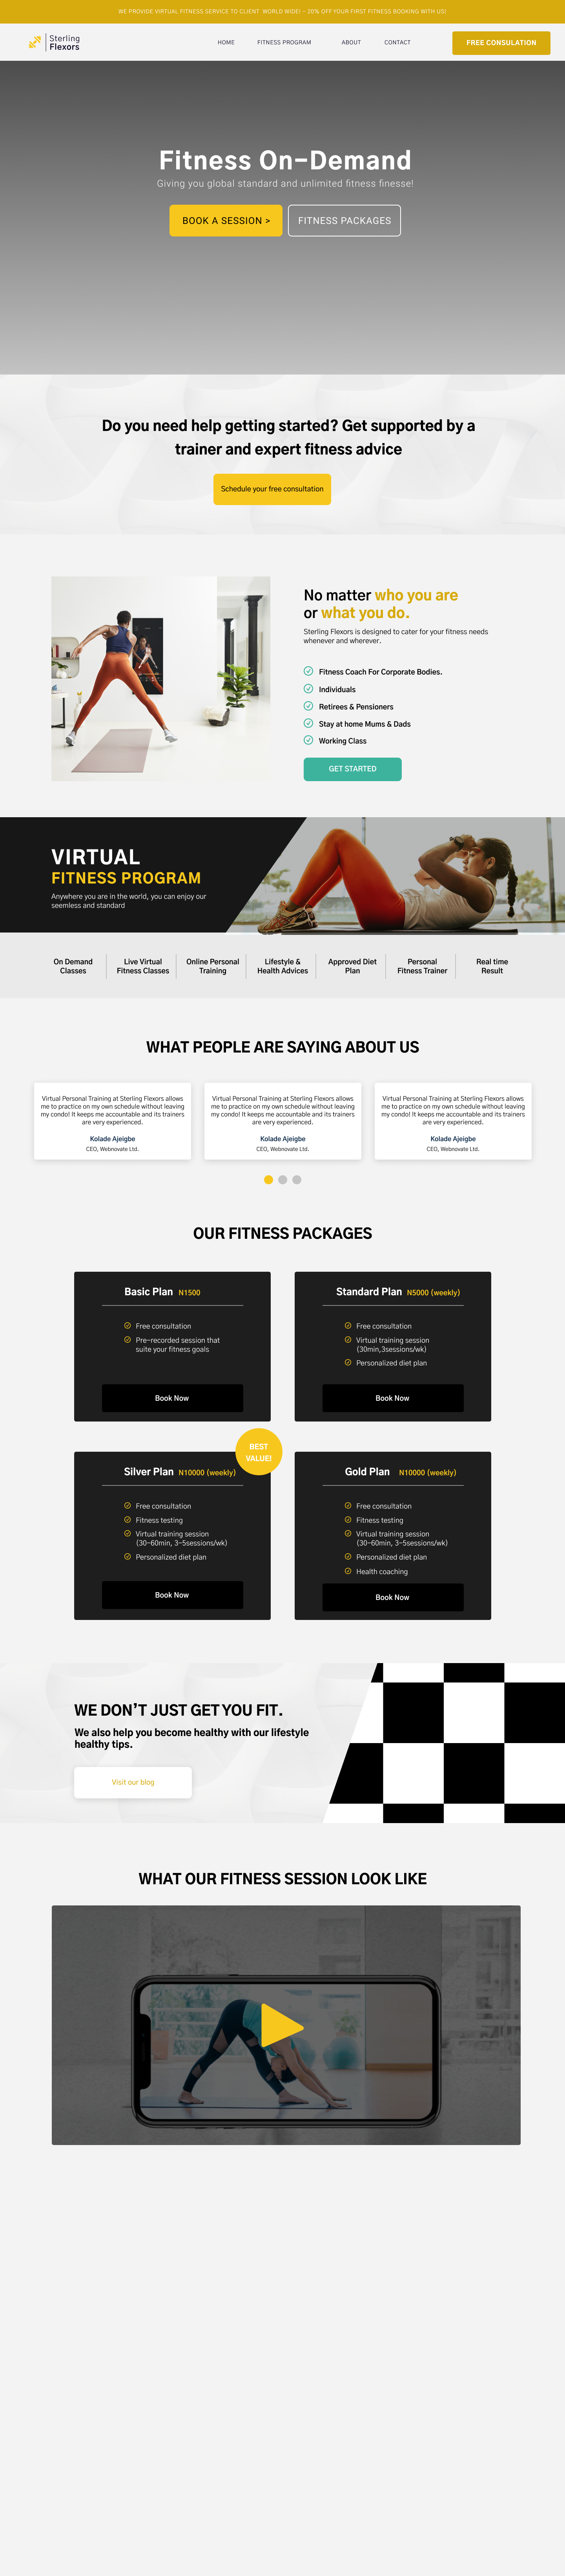 WE PROVIDE VIRTUAL FITNESS SERVICE TO CLIENT WORLD WIDE! - 20% OFF YOUR FIRST FITNESS BOOKING WITH US!
Sterling
Flexors
HOME FITNESS PROGRAM ABOUT CONTACT
FREE CONSULATION
Fitness On-Demand
Giving you global standard and unlimited fitness finesse!
BOOK A SESSION >
FITNESS PACKAGES
Do you need help getting started? Get supported by a
trainer and expert fitness advice
Schedule your free consultation
No matter who you are
or what you do.
Sterling Flexors is designed to cater for your fitness needs
whenever and wherever.
Fitness Coach For Corporate Bodies.
Individuals
Retirees & Pensioners
Stay at home Mums & Dads
Working Class
GET STARTED
VIRTUAL
FITNESS PROGRAM
Anywhere you are in the world, you can enjoy our
seemless and standard
On Demand
Classes
Live Virtual
Fitness Classes
Online Personal
Training
Lifestyle &
Health Advices
Approved Diet
Plan
Personal
Fitness Trainer
Real time
Result
WHAT PEOPLE ARE SAYING ABOUT US
Virtual Personal Training at Sterling Flexors allows
me to practice on my own schedule without leaving
my condo! It keeps me accountable and its trainers
are very experienced.
Kolade Ajeigbe
CEO, Webnovate Ltd.
Virtual Personal Training at Sterling Flexors allows
me to practice on my own schedule without leaving
my condo! It keeps me accountable and its trainers
are very experienced.
Kolade Ajeigbe
CEO, Webnovate Ltd.
Virtual Personal Training at Sterling Flexors allows
me to practice on my own schedule without leaving
my condo! It keeps me accountable and its trainers
are very experienced.
Kolade Ajeigbe
CEO, Webnovate Ltd.
OUR FITNESS PACKAGES
Basic Plan N1500
Free consultation
Pre-recorded session that
suite your fitness goals
Book Now
Standard Plan N5000 (weekly)
Free consultation
Virtual training session
(30min,3sessions/wk)
Personalized diet plan
Book Now
BEST
VALUE!
Silver Plan N10000 (weekly)
Free consultation
Fitness testing
Virtual training session
(30-60min, 3-5sessions/wk)
Personalized diet plan
Book Now
Gold Plan N10000 (weekly)
Free consultation
Fitness testing
Virtual training session
(30-60min, 3-5sessions/wk)
Personalized diet plan
Health coaching
Book Now
WE DON’T JUST GET YOU FIT.
We also help you become healthy with our lifestyle
healthy tips.
Visit our blog
WHAT OUR FITNESS SESSION LOOK LIKE